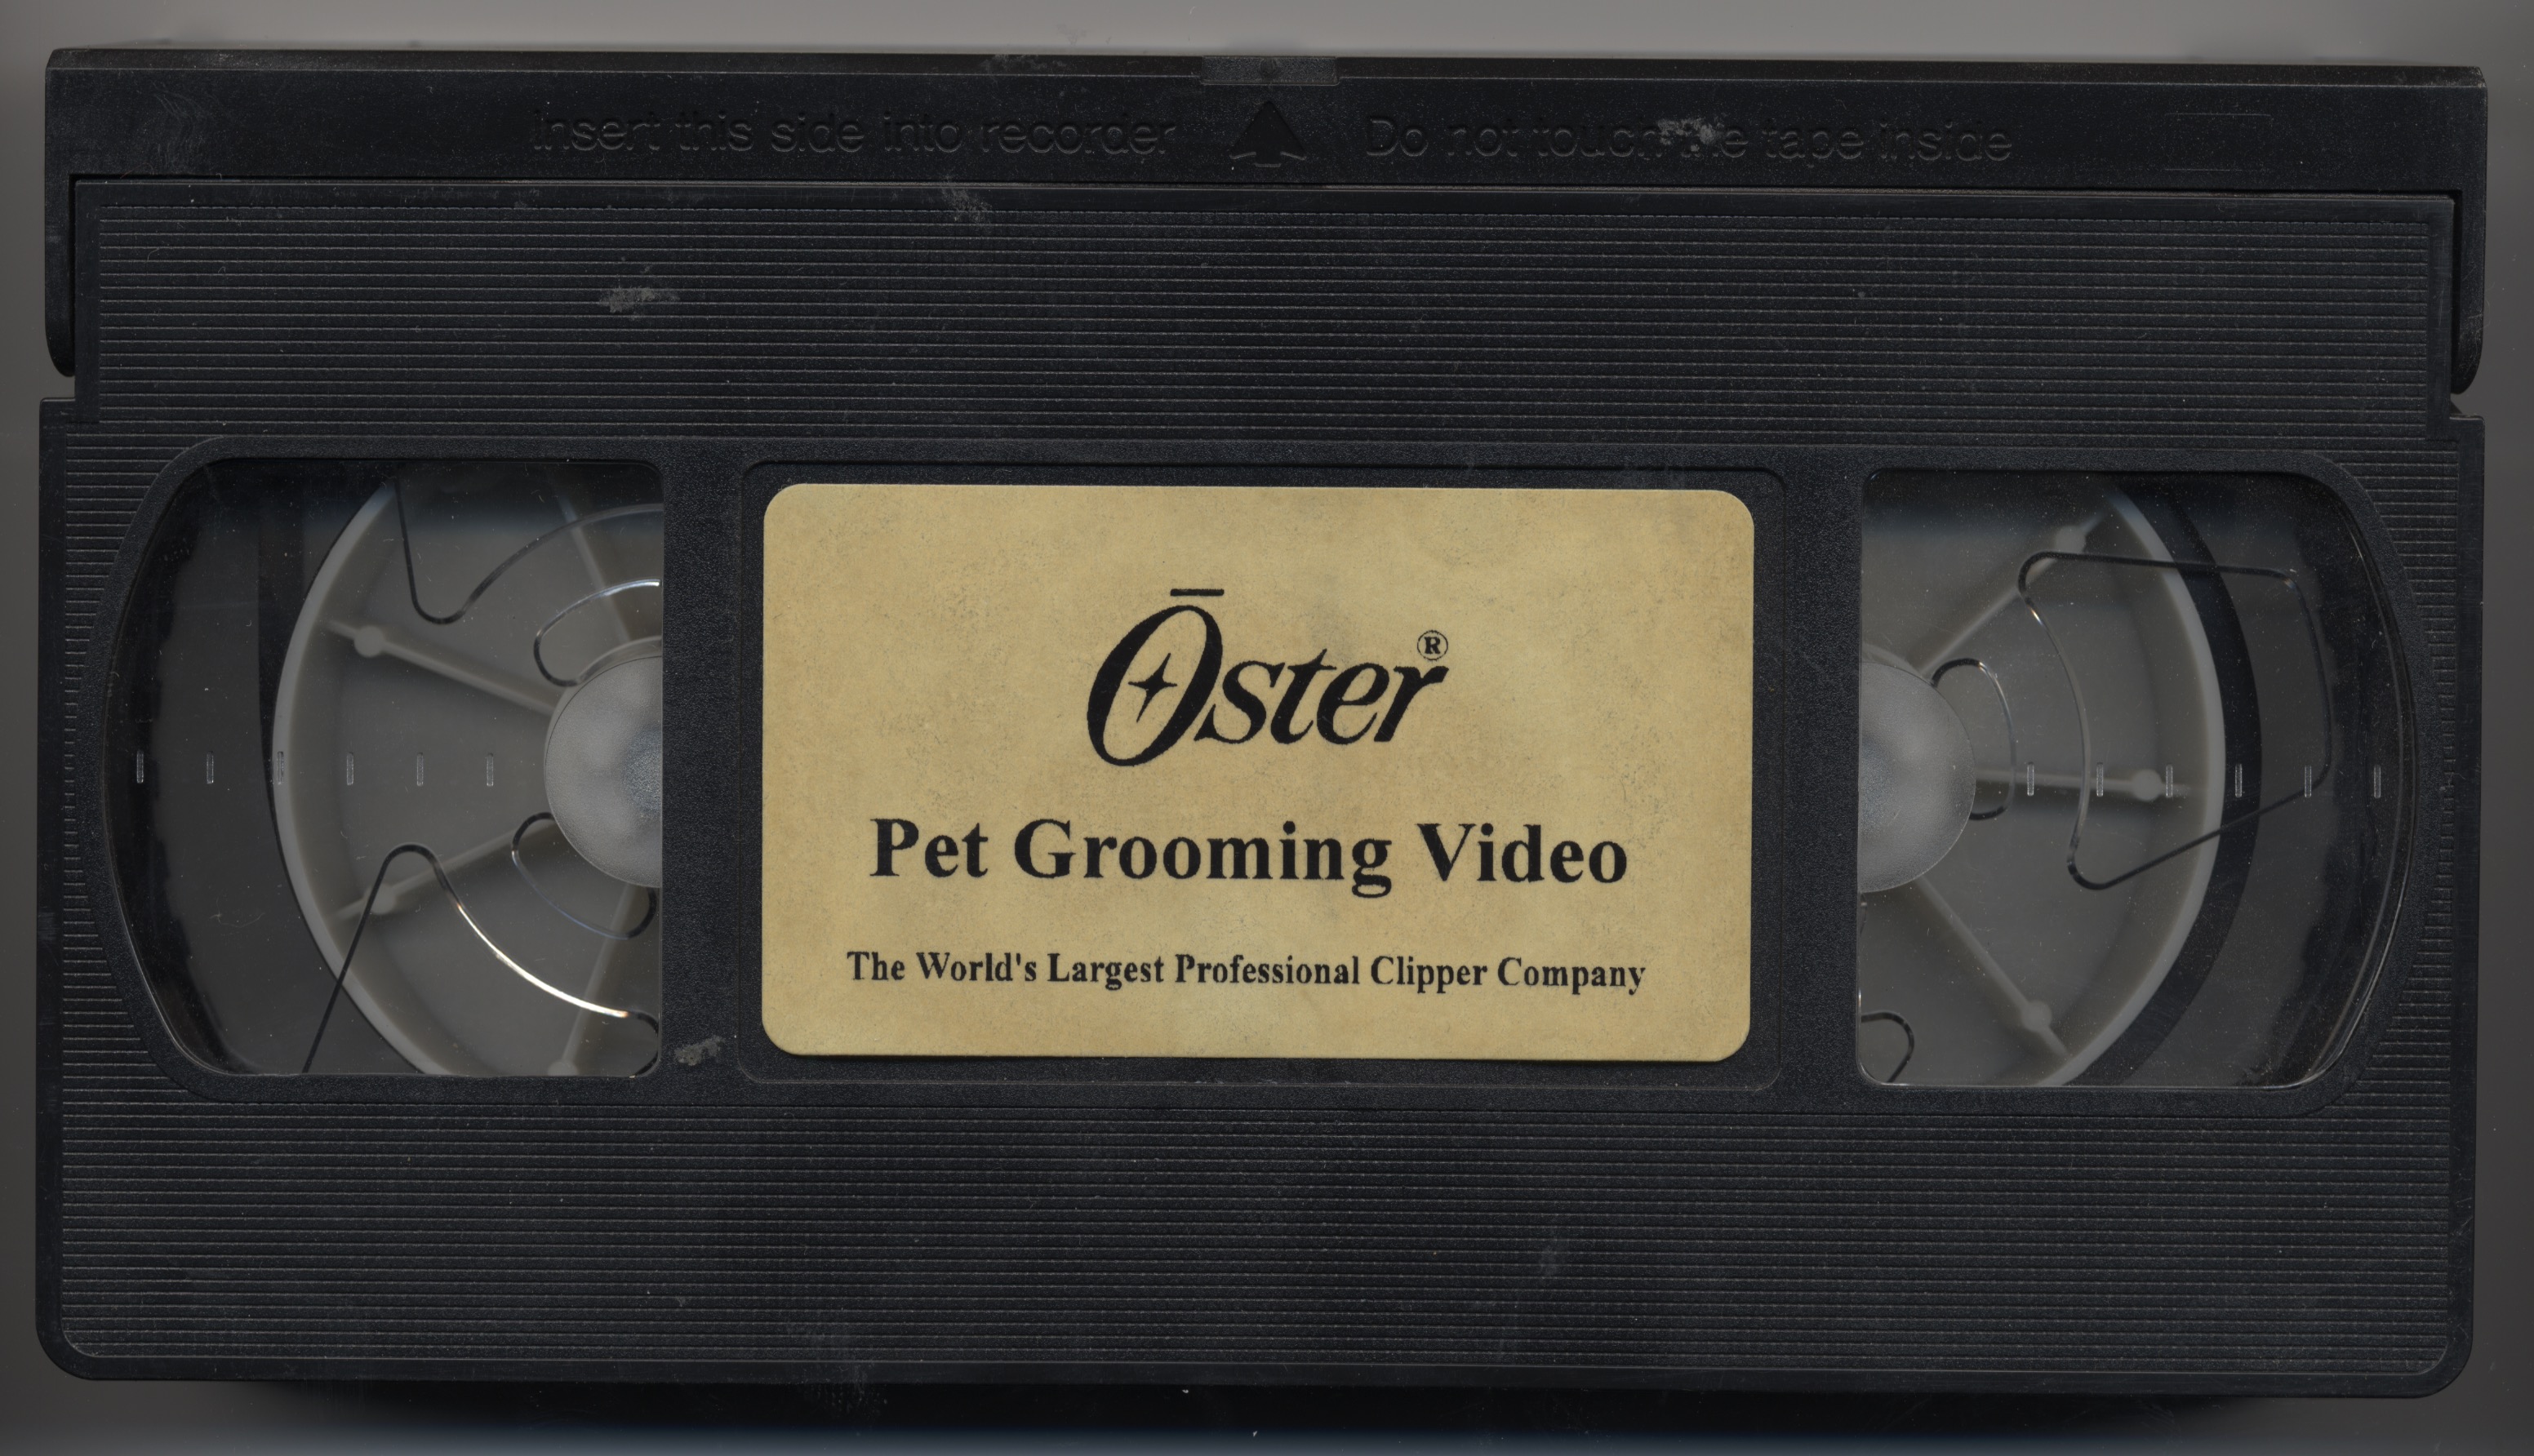 Insert this side into recorder Do not touch the tape inside
Ōster®
Pet Grooming Video
The World's Largest Professional Clipper Company